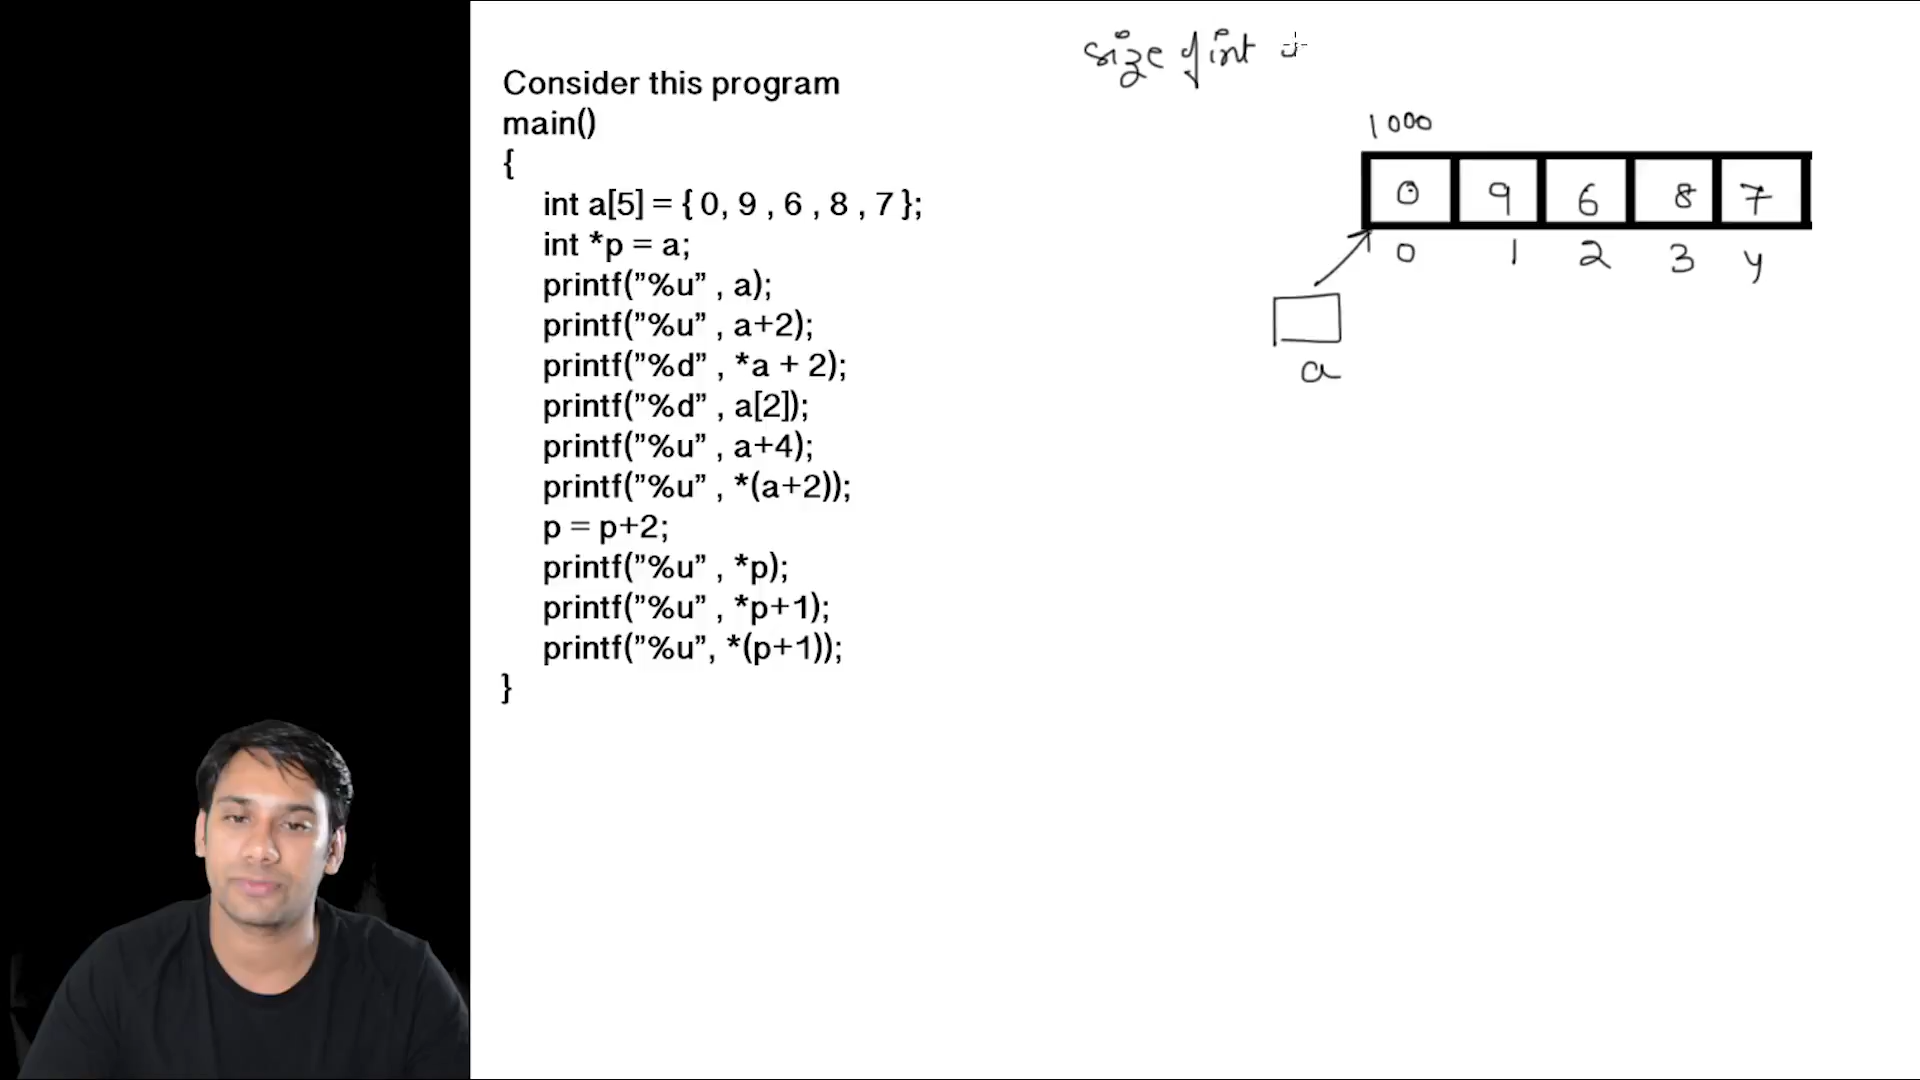 Consider this program
main()
{
int a[5] = { 0, 9 , 6 , 8 , 7 };
int *p = a;
printf(”%u” , a);
printf(”%u” , a+2);
printf(”%d” , *a + 2);
printf(”%d” , a[2]);
printf(”%u” , a+4);
printf(”%u” , *(a+2));
p = p+2;
printf(”%u” , *p);
printf(”%u” , *p+1);
printf(”%u”, *(p+1));
}
size of int
1000
0 9 6 8 7
0 1 2 3 4
a